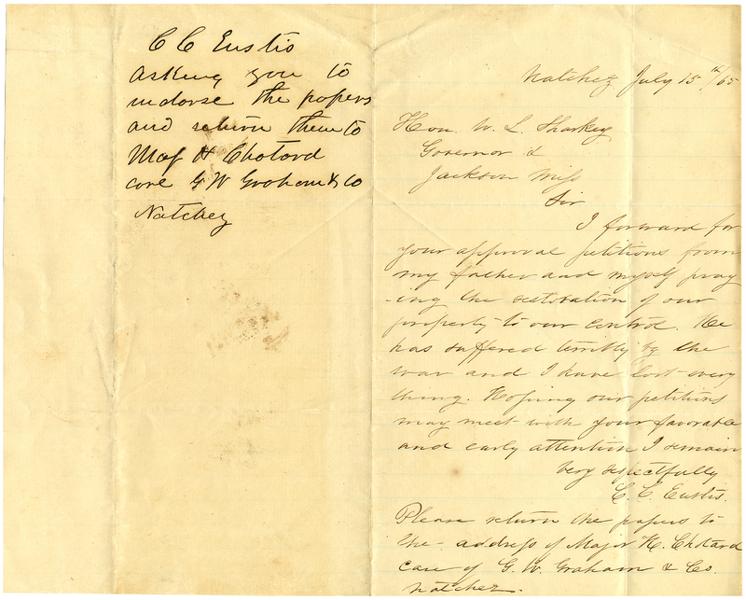 C C Eustis
asking you to
indorse the papers
and return them to
Maj H Chotard
care G W Graham & Co
Natchez
Natchez July 15th/65
Hon. W. L. Sharkey
Governor &
Jackson Miss
Sir
I forward for
your approval petitions from
my father and myself pray
-ing the restoration of our
property to our control. He
has suffered terribly by the
war and I have lost every
thing. Hoping our petitions
may meet with your favorable
and early attention I remain
Very respectfully
C. C. Eustis.
Please return the papers to
the address of Major H. Chotard
care of G. W. Graham & Co.
Natchez.